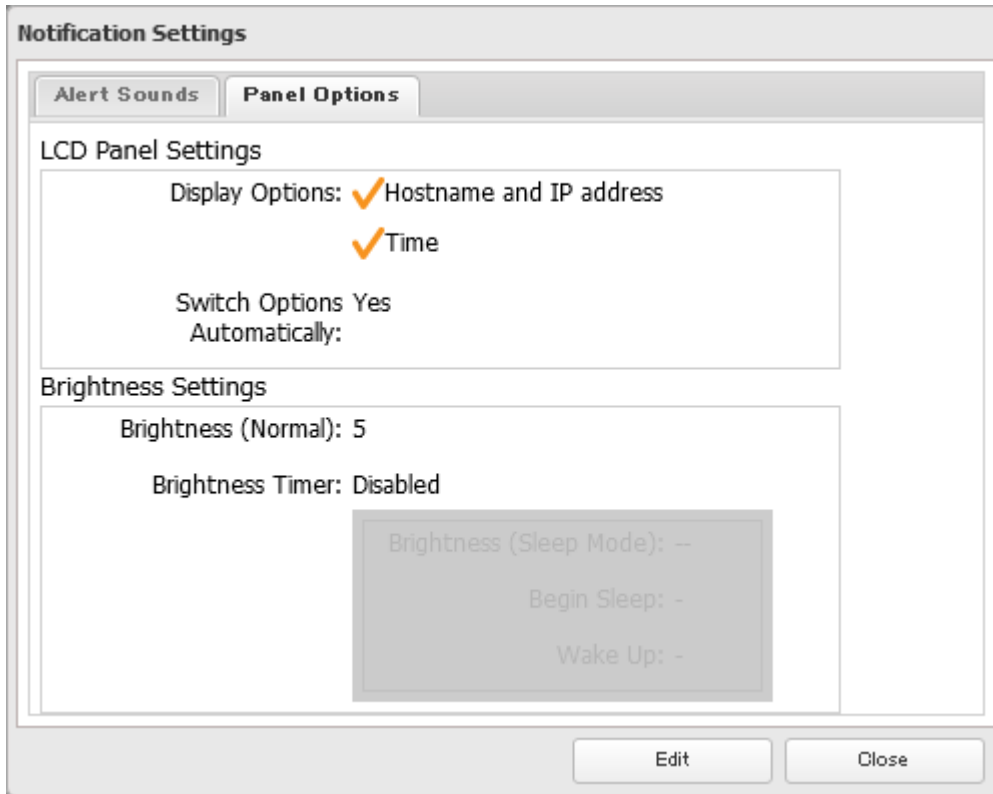 Notification Settings
Alert Sounds
Panel Options
LCD Panel Settings
Display Options: Hostname and IP address
Time
Switch Options Yes
Automatically:
Brightness Settings
Brightness (Normal): 5
Brightness Timer: Disabled
Brightness (Sleep Mode): --
Begin Sleep: -
Wake Up: -
Edit
Close